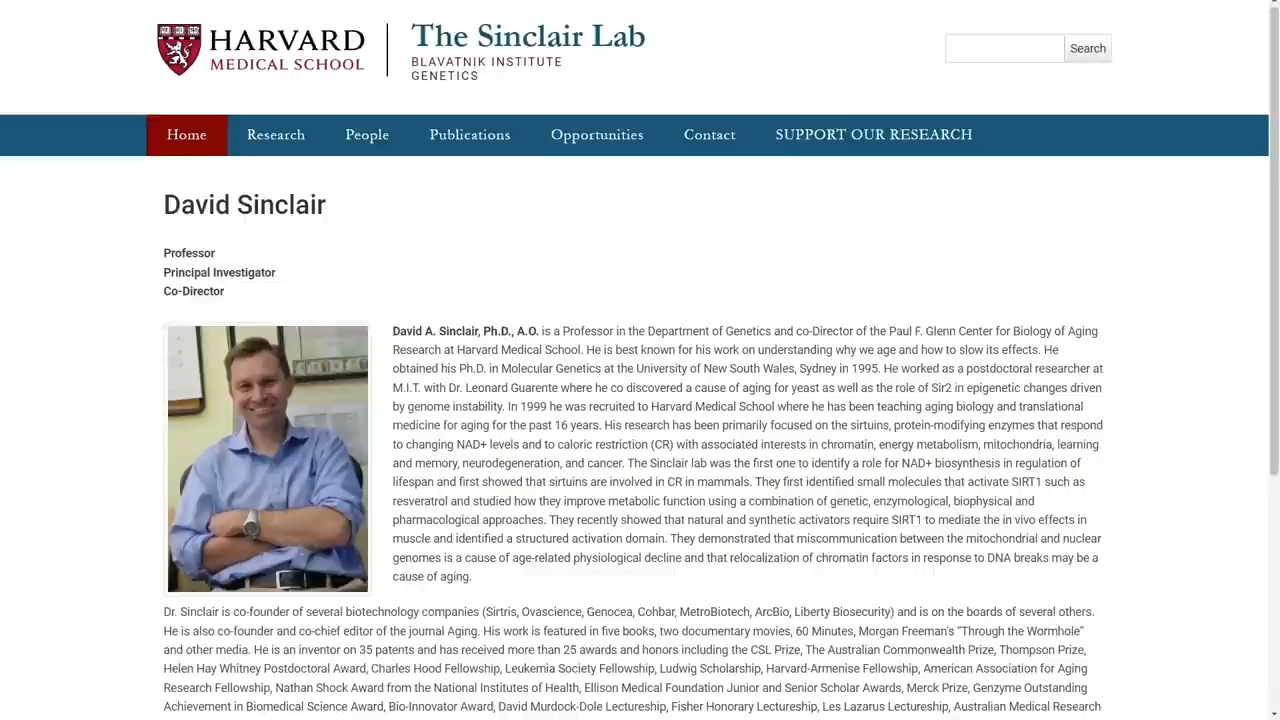 HARVARD
MEDICAL SCHOOL
The Sinclair Lab
BLAVATNIK INSTITUTE
GENETICS
Search
Home Research People Publications Opportunities Contact SUPPORT OUR RESEARCH
David Sinclair
Professor
Principal Investigator
Co-Director
David A. Sinclair, Ph.D., A.O. is a Professor in the Department of Genetics and co-Director of the Paul F. Glenn Center for Biology of Aging
Research at Harvard Medical School. He is best known for his work on understanding why we age and how to slow its effects. He
obtained his Ph.D. in Molecular Genetics at the University of New South Wales, Sydney in 1995. He worked as a postdoctoral researcher at
M.I.T. with Dr. Leonard Guarente where he co discovered a cause of aging for yeast as well as the role of Sir2 in epigenetic changes driven
by genome instability. In 1999 he was recruited to Harvard Medical School where he has been teaching aging biology and translational
medicine for aging for the past 16 years. His research has been primarily focused on the sirtuins, protein-modifying enzymes that respond
to changing NAD+ levels and to caloric restriction (CR) with associated interests in chromatin, energy metabolism, mitochondria, learning
and memory, neurodegeneration, and cancer. The Sinclair lab was the first one to identify a role for NAD+ biosynthesis in regulation of
lifespan and first showed that sirtuins are involved in CR in mammals. They first identified small molecules that activate SIRT1 such as
resveratrol and studied how they improve metabolic function using a combination of genetic, enzymological, biophysical and
pharmacological approaches. They recently showed that natural and synthetic activators require SIRT1 to mediate the in vivo effects in
muscle and identified a structured activation domain. They demonstrated that miscommunication between the mitochondrial and nuclear
genomes is a cause of age-related physiological decline and that relocalization of chromatin factors in response to DNA breaks may be a
cause of aging.
Dr. Sinclair is co-founder of several biotechnology companies (Sirtris, Ovascience, Genocea, Cohbar, MetroBiotech, ArcBio, Liberty Biosecurity) and is on the boards of several others.
He is also co-founder and co-chief editor of the journal Aging. His work is featured in five books, two documentary movies, 60 Minutes, Morgan Freeman's “Through the Wormhole”
and other media. He is an inventor on 35 patents and has received more than 25 awards and honors including the CSL Prize, The Australian Commonwealth Prize, Thompson Prize,
Helen Hay Whitney Postdoctoral Award, Charles Hood Fellowship, Leukemia Society Fellowship, Ludwig Scholarship, Harvard-Armenise Fellowship, American Association for Aging
Research Fellowship, Nathan Shock Award from the National Institutes of Health, Ellison Medical Foundation Junior and Senior Scholar Awards, Merck Prize, Genzyme Outstanding
Achievement in Biomedical Science Award, Bio-Innovator Award, David Murdock-Dole Lectureship, Fisher Honorary Lectureship, Les Lazarus Lectureship, Australian Medical Research